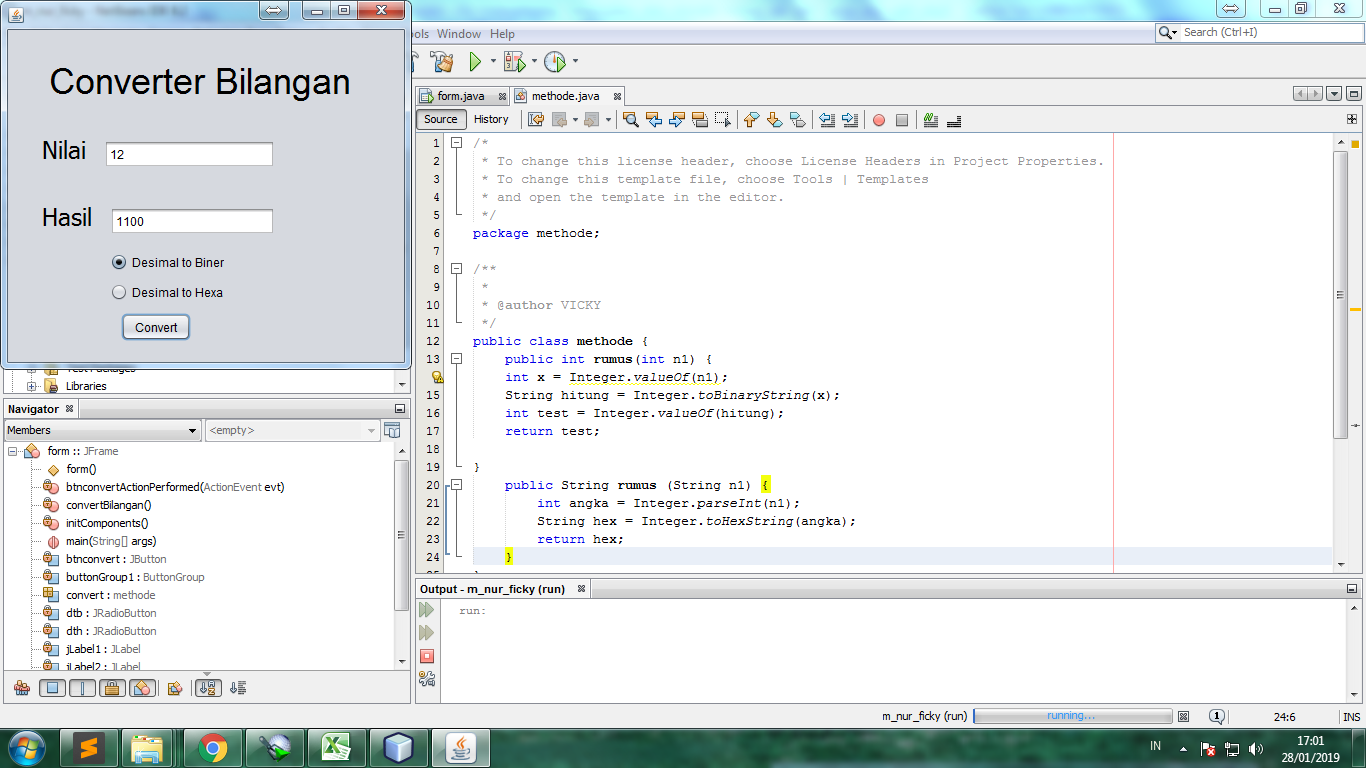 Converter Bilangan
Nilai 12
Hasil 1100
Desimal to Biner
Desimal to Hexa
Convert
Window Help
Search (Ctrl+I)
form.java methode.java
Source History
1 /*
2 * To change this license header, choose License Headers in Project Properties.
3 * To change this template file, choose Tools | Templates
4 * and open the template in the editor.
5 */
6 package methode;
7
8 /**
9 *
10 * @author VICKY
11 */
12 public class methode {
13 public int rumus(int n1) {
int x = Integer.valueOf(n1);
15 String hitung = Integer.toBinaryString(x);
16 int test = Integer.valueOf(hitung);
17 return test;
18
19 }
20 public String rumus (String n1) {
21 int angka = Integer.parseInt(n1);
22 String hex = Integer.toHexString(angka);
23 return hex;
24 }
Libraries
Navigator
Members <empty>
form :: JFrame
form()
btnconvertActionPerformed(ActionEvent evt)
convertBilangan()
initComponents()
main(String[] args)
btnconvert : JButton
buttonGroup1 : ButtonGroup
convert : methode
dtb : JRadioButton
dth : JRadioButton
jLabel1 : JLabel
jLabel2 : JLabel
Output - m_nur_ficky (run)
run:
m_nur_ficky (run) running... 1 24:6 INS
IN 17:01
28/01/2019